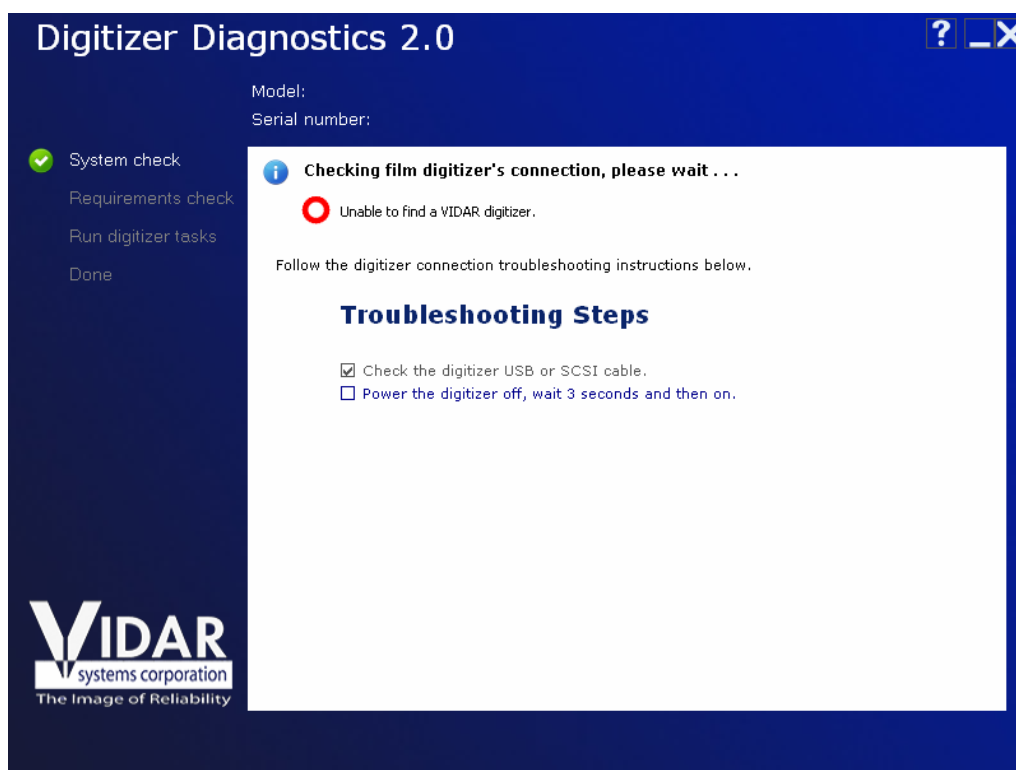 Digitizer Diagnostics 2.0
?
Model:
Serial number:
System check
Requirements check
Run digitizer tasks
Done
Checking film digitizer's connection, please wait . . .
Unable to find a VIDAR digitizer.
Follow the digitizer connection troubleshooting instructions below.
Troubleshooting Steps
Check the digitizer USB or SCSI cable.
Power the digitizer off, wait 3 seconds and then on.
VIDAR
systems corporation
The Image of Reliability